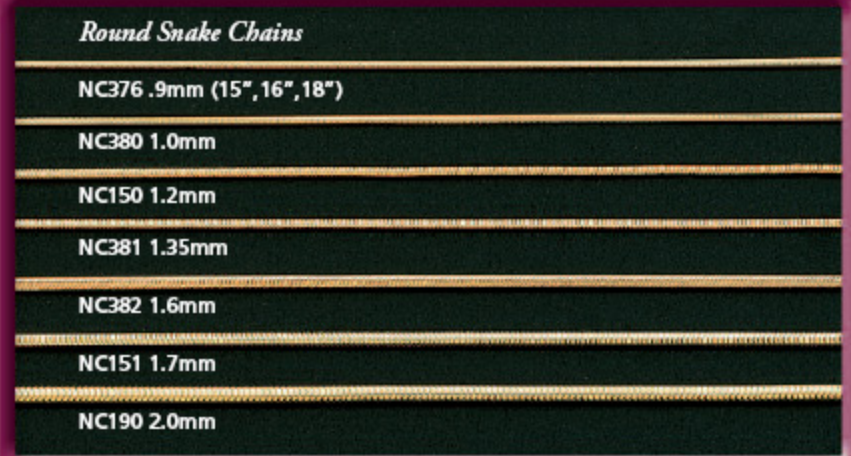 Round Snake Chains
NC376 .9mm (15”,16”,18”)
NC380 1.0mm
NC150 1.2mm
NC381 1.35mm
NC382 1.6mm
NC151 1.7mm
NC190 2.0mm